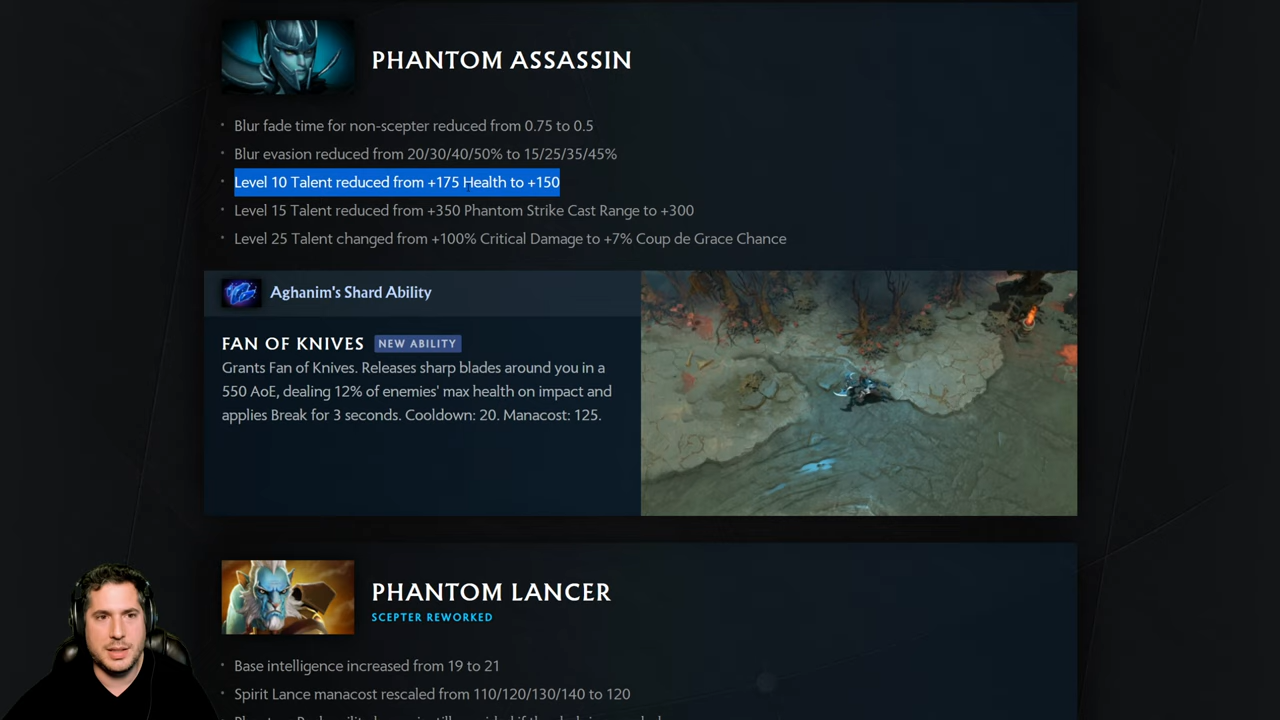 PHANTOM ASSASSIN
Blur fade time for non-scepter reduced from 0.75 to 0.5
Blur evasion reduced from 20/30/40/50% to 15/25/35/45%
Level 10 Talent reduced from +175 Health to +150
Level 15 Talent reduced from +350 Phantom Strike Cast Range to +300
Level 25 Talent changed from +100% Critical Damage to +7% Coup de Grace Chance
Aghanim's Shard Ability
FAN OF KNIVES NEW ABILITY
Grants Fan of Knives. Releases sharp blades around you in a
550 AoE, dealing 12% of enemies' max health on impact and
applies Break for 3 seconds. Cooldown: 20. Manacost: 125.
PHANTOM LANCER
SCEPTER REWORKED
Base intelligence increased from 19 to 21
Spirit Lance manacost rescaled from 110/120/130/140 to 120